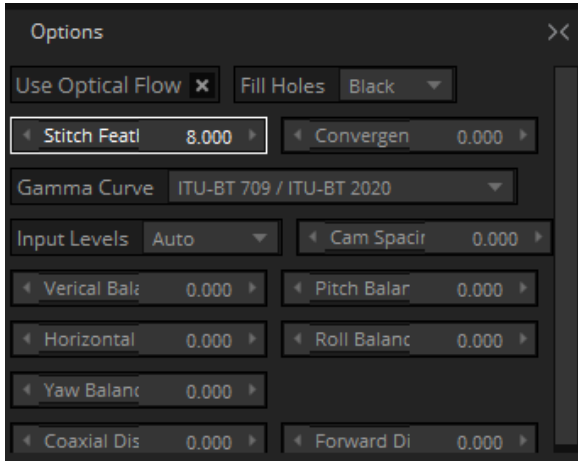 Options
Use Optical Flow Fill Holes Black
Stitch Featl 8.000 Convergen 0.000
Gamma Curve ITU-BT 709 / ITU-BT 2020
Input Levels Auto Cam Spacir 0.000
Verical Bala 0.000 Pitch Balar 0.000
Horizontal 0.000 Roll Balanc 0.000
Yaw Balanc 0.000
Coaxial Dis 0.000 Forward Di 0.000